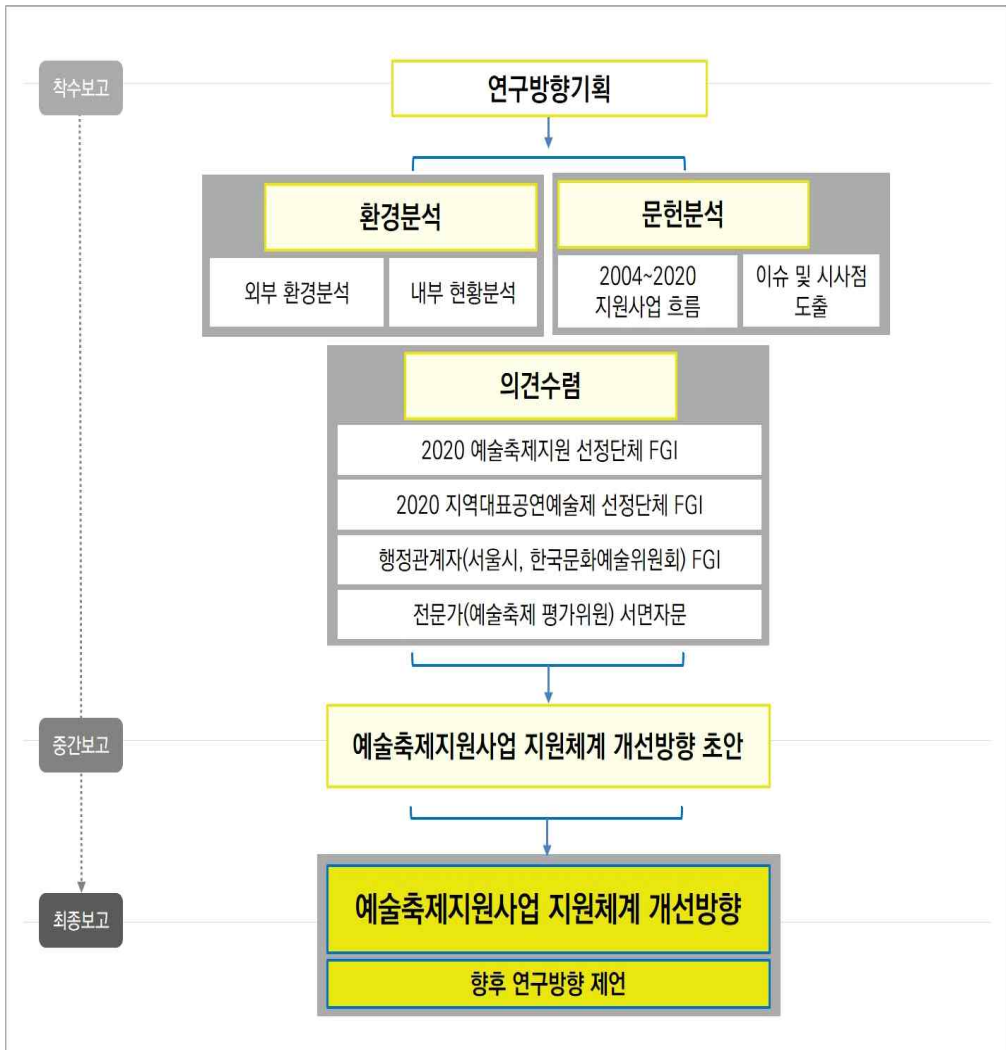 착수보고
연구방향기획
환경분석
외부 환경분석
내부 현황분석
문헌분석
2004~2020
지원사업 흐름
이슈 및 시사점
도출
의견수렴
2020 예술축제지원 선정단체 FGI
2020 지역대표공연예술제 선정단체 FGI
행정관계자(서울시, 한국문화예술위원회) FGI
전문가(예술축제 평가위원) 서면자문
중간보고
예술축제지원사업 지원체계 개선방향 초안
최종보고
예술축제지원사업 지원체계 개선방향
향후 연구방향 제언